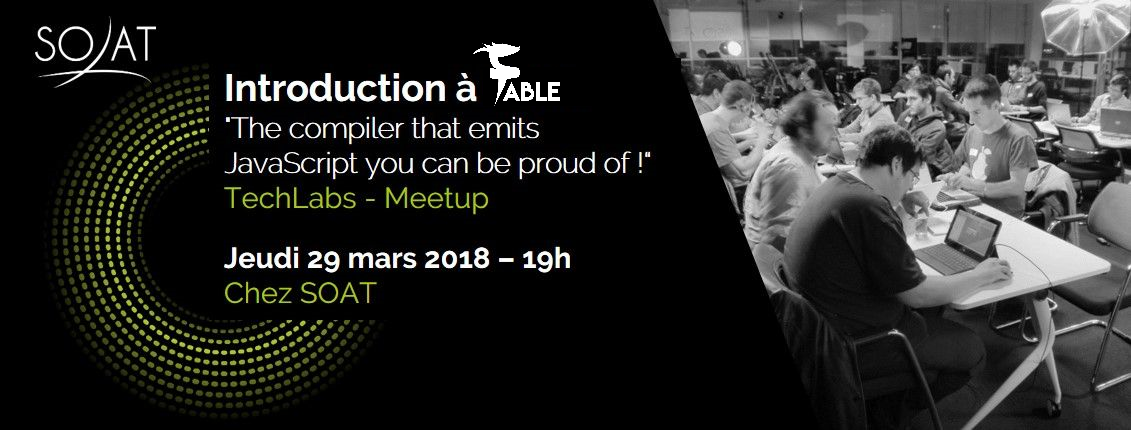 SOAT
Introduction à FABLE
"The compiler that emits
JavaScript you can be proud of !"
TechLabs - Meetup
Jeudi 29 mars 2018 – 19h
Chez SOAT